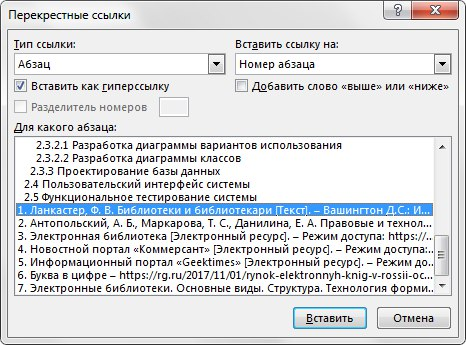 Перекрестные ссылки
Тип ссылки:
Вставить ссылку на:
Абзац
Номер абзаца
Вставить как гиперссылку
Добавить слово «выше» или «ниже»
Разделитель номеров
Для какого абзаца:
2.3.2.1 Разработка диаграммы вариантов использования
2.3.2.2 Разработка диаграммы классов
2.3.3 Проектирование базы данных
2.4 Пользовательский интерфейс системы
2.5 Функциональное тестирование системы
1. Ланкастер, Ф. В. Библиотеки и библиотекари [Текст]. – Вашингтон Д.С.: И...
2. Антопольский, А. Б., Маркарова, Т. С., Данилина, Е. А. Правовые и технол...
3. Электронная библиотека [Электронный ресурс]. – Режим доступа: https:/...
4. Новостной портал «Коммерсант» [Электронный ресурс]. – Режим доступ...
5. Информационный портал «Geektimes» [Электронный ресурс]. – Режим до...
6. Буква в цифре – https://rg.ru/2017/11/01/rynok-elektronnyh-knig-v-rossii-oc...
7. Электронные библиотеки. Основные виды. Структура. Технология форми...
Вставить
Отмена